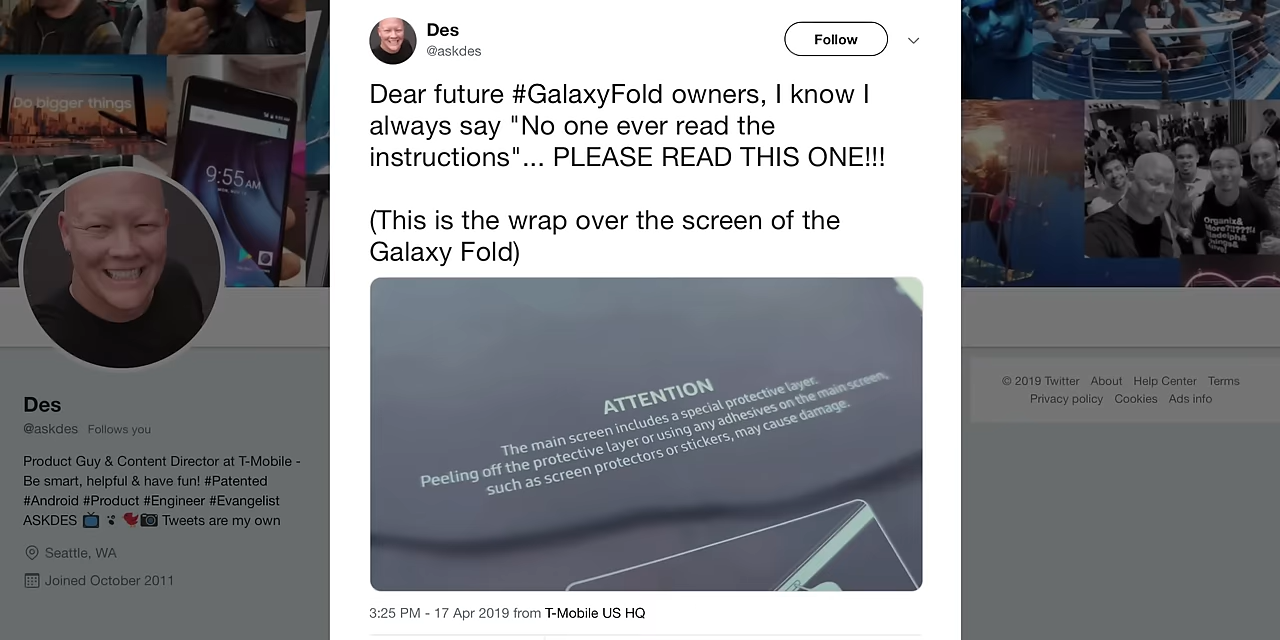 Des
@askdes
Follow
Dear future #GalaxyFold owners, I know I
always say "No one ever read the
instructions"... PLEASE READ THIS ONE!!!
(This is the wrap over the screen of the
Galaxy Fold)
ATTENTION
The main screen includes a special protective layer.
Peeling off the protective layer or using any adhesives on the main screen,
such as screen protectors or stickers, may cause damage.
3:25 PM - 17 Apr 2019 from T-Mobile US HQ
Do bigger things
9:55 AM
Des
@askdes Follows you
Product Guy & Content Director at T-Mobile -
Be smart, helpful & have fun! #Patented
#Android #Product #Engineer #Evangelist
ASKDES 📺 Tweets are my own
Seattle, WA
Joined October 2011
Organiz&
© 2019 Twitter About Help Center Terms
Privacy policy Cookies Ads info